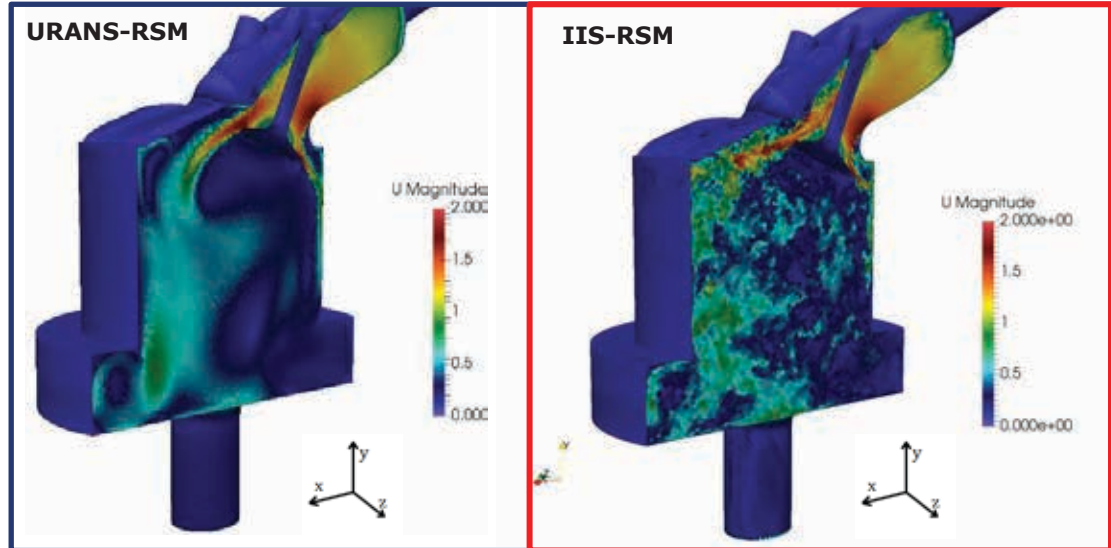 URANS-RSM
U Magnitude
2.000
1.5
1
0.5
0.000
y
x
z
IIS-RSM
U Magnitude
2.000e+00
1.5
1
0.5
0.000e+00
y
x
z